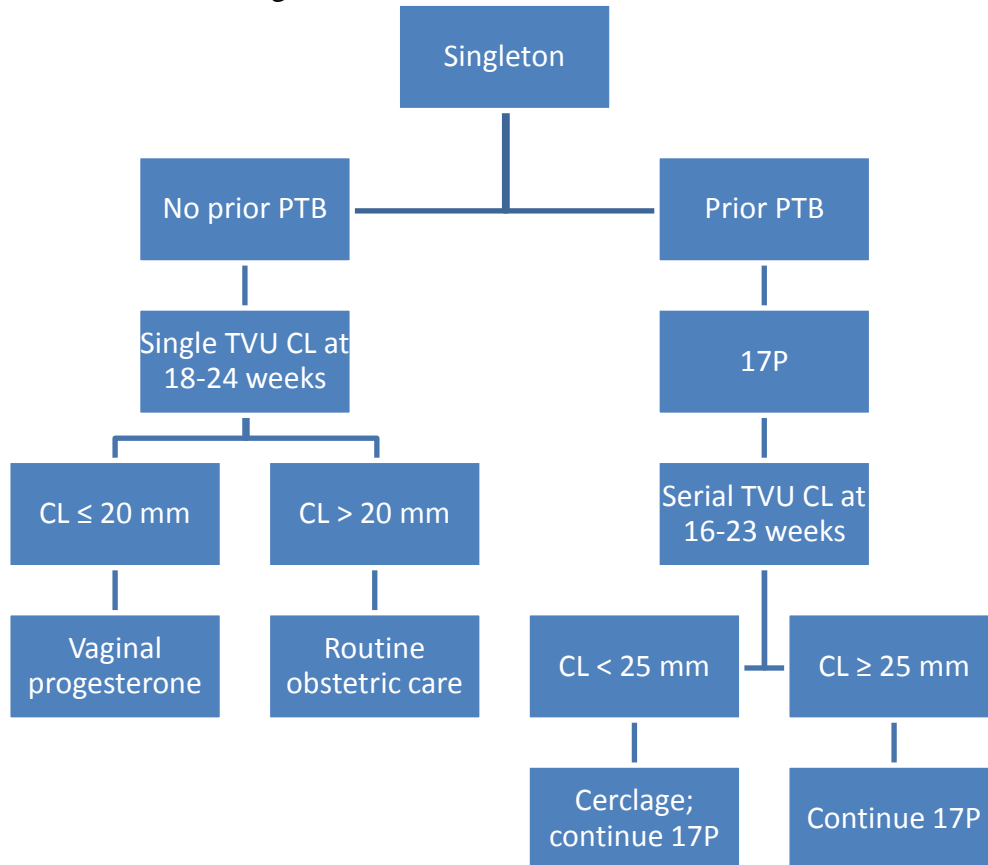 Singleton
No prior PTB
Prior PTB
Single TVU CL at
18-24 weeks
17P
CL ≤ 20 mm
CL > 20 mm
Serial TVU CL at
16-23 weeks
Vaginal
progesterone
Routine
obstetric care
CL < 25 mm
CL ≥ 25 mm
Cerclage;
continue 17P
Continue 17P